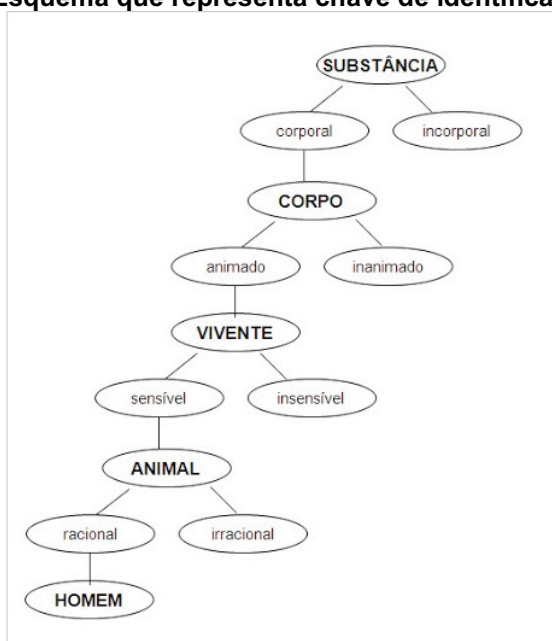 Esquema que representa chave de identifica
SUBSTÂNCIA
corporal incorporal
CORPO
animado inanimado
VIVENTE
sensível insensível
ANIMAL
racional irracional
HOMEM